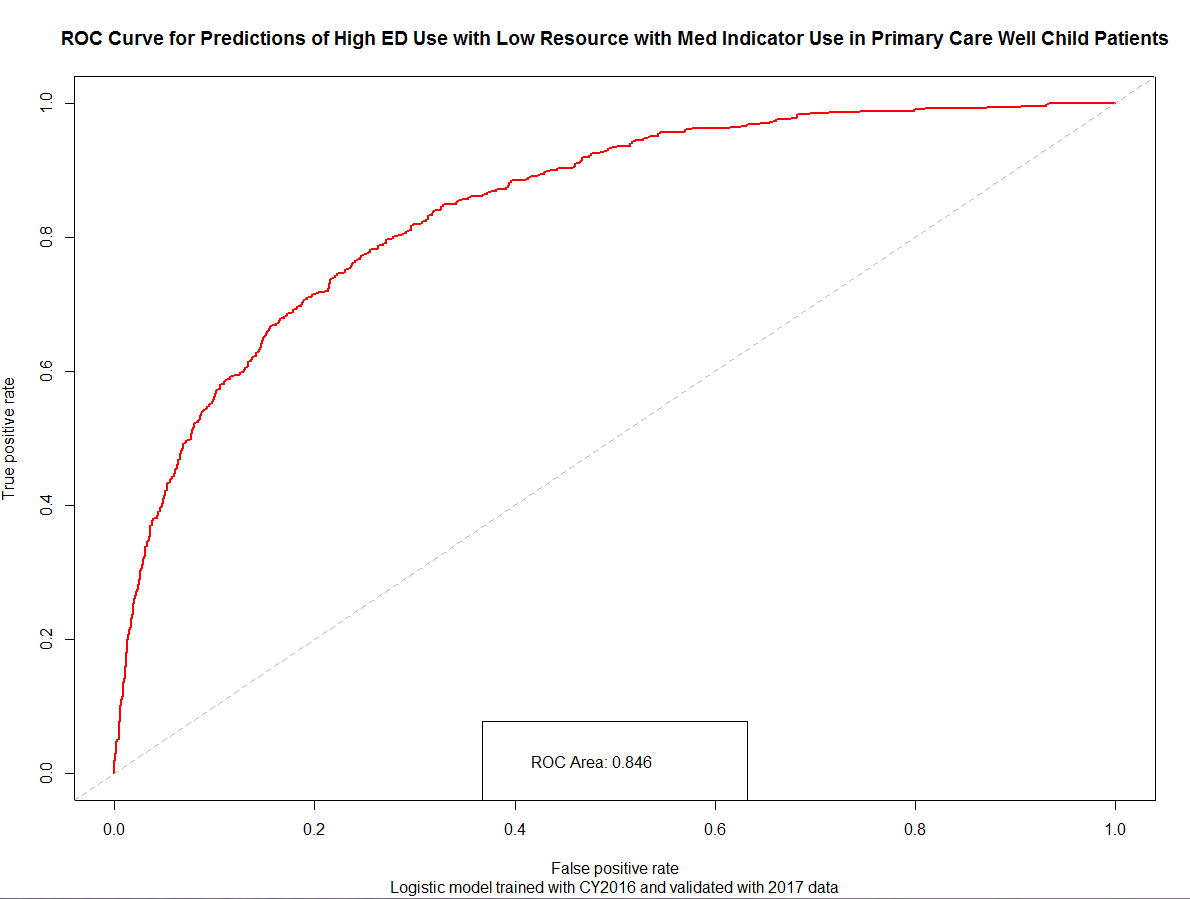 ROC Curve for Predictions of High ED Use with Low Resource with Med Indicator Use in Primary Care Well Child Patients
True positive rate
1.0
0.8
0.6
0.4
0.2
0.0
ROC Area: 0.846
0.0 0.2 0.4 0.6 0.8 1.0
False positive rate
Logistic model trained with CY2016 and validated with 2017 data